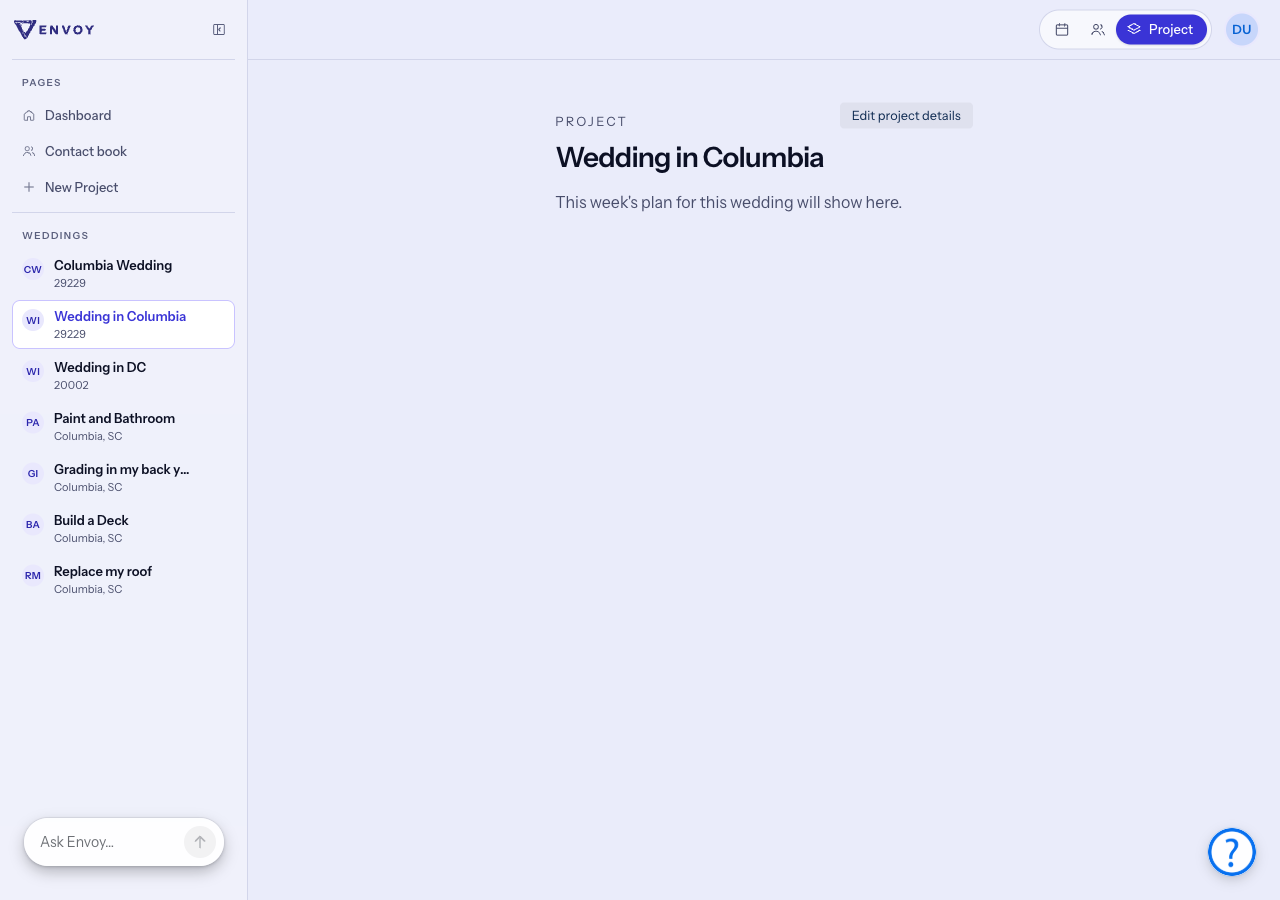 ENVOY
PAGES
Dashboard
Contact book
New Project
WEDDINGS
CW
Columbia Wedding
29229
WI
Wedding in Columbia
29229
WI
Wedding in DC
20002
PA
Paint and Bathroom
Columbia, SC
GI
Grading in my back y...
Columbia, SC
BA
Build a Deck
Columbia, SC
RM
Replace my roof
Columbia, SC
Ask Envoy...
Project
DU
PROJECT
Edit project details
Wedding in Columbia
This week's plan for this wedding will show here.
?